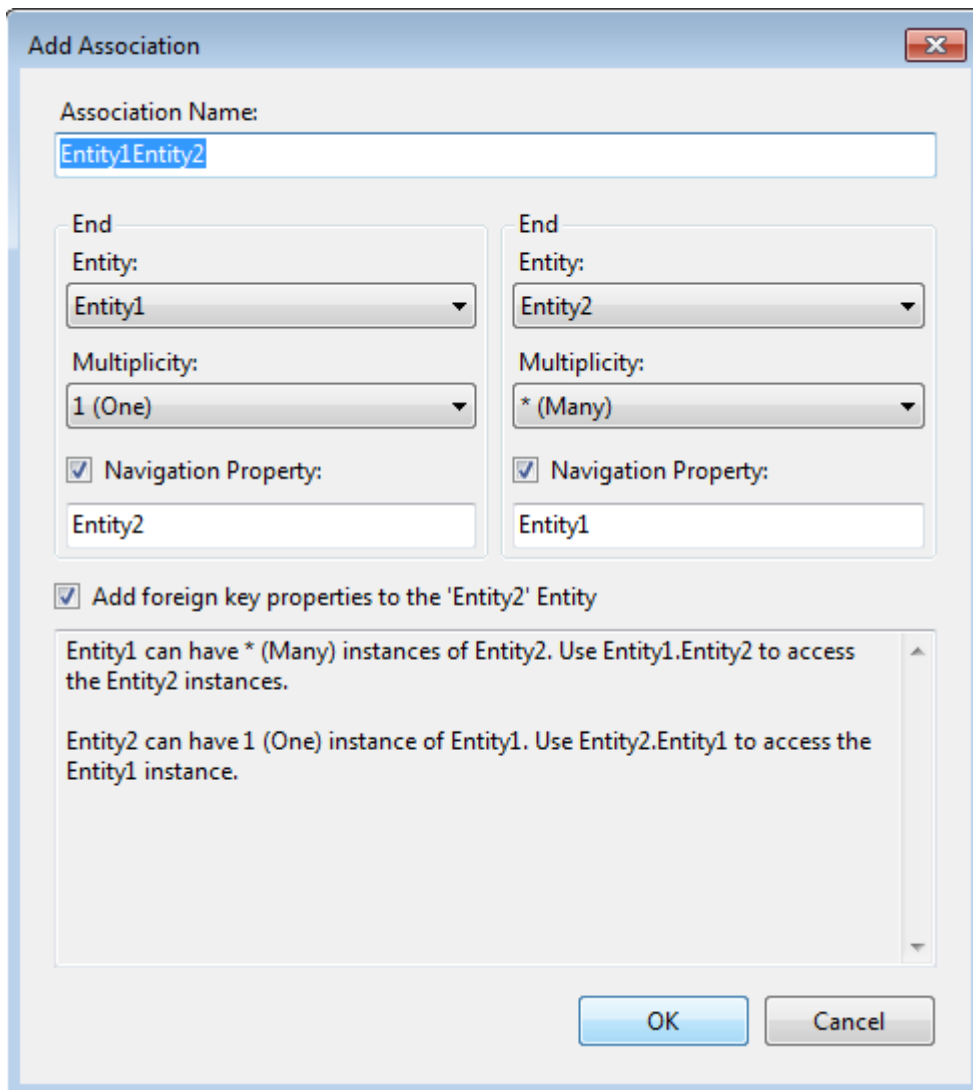 Add Association
Association Name:
Entity1Entity2
End
Entity:
Entity1
Multiplicity:
1 (One)
Navigation Property:
Entity2
End
Entity:
Entity2
Multiplicity:
* (Many)
Navigation Property:
Entity1
Add foreign key properties to the 'Entity2' Entity
Entity1 can have * (Many) instances of Entity2. Use Entity1.Entity2 to access
the Entity2 instances.
Entity2 can have 1 (One) instance of Entity1. Use Entity2.Entity1 to access the
Entity1 instance.
OK
Cancel